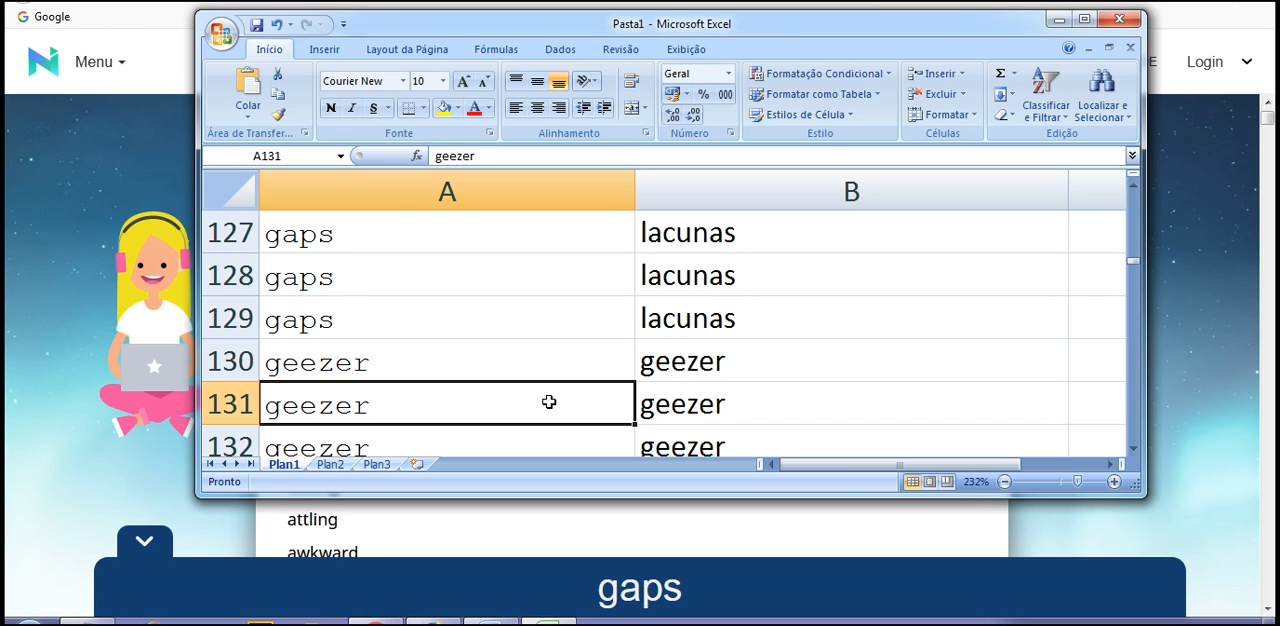 Google
Pasta1 - Microsoft Excel
Menu
E
Login
Início Inserir Layout da Página Fórmulas Dados Revisão Exibição
Colar
Courier New 10
N I S
Geral
% 000
Formatação Condicional
Formatar como Tabela
Estilos de Célula
Inserir
Excluir
Formatar
Σ
Classificar e Filtrar
Localizar e Selecionar
Área de Transfer... Fonte Alinhamento Número Estilo Células Edição
A131 fx geezer
A B
127 gaps lacunas
128 gaps lacunas
129 gaps lacunas
130 geezer geezer
131 geezer geezer
132 geezer geezer
Plan1 Plan2 Plan3
Pronto 232%
attling
awkward
gaps